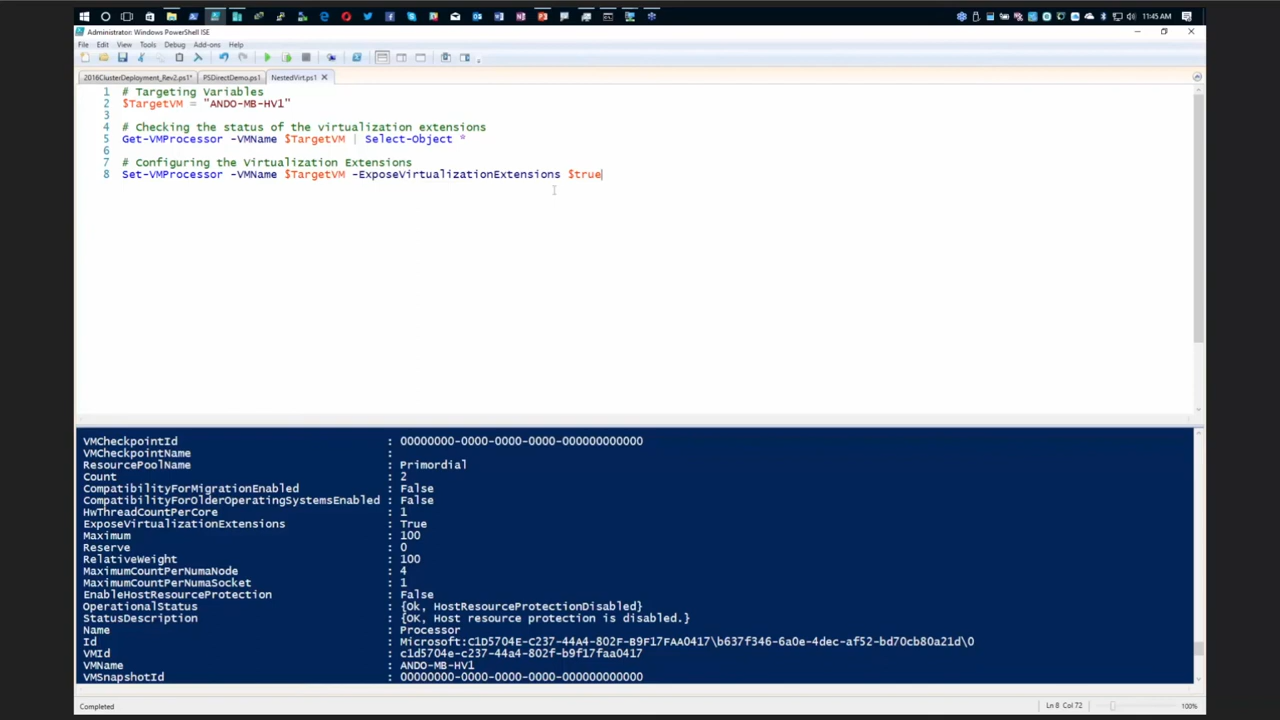 11:45 AM
Administrator: Windows PowerShell ISE
File Edit View Tools Debug Add-ons Help
2016ClusterDeployment_Rev2.ps1* PSDirectDemo.ps1 NestedVirt.ps1
1 # Targeting Variables
2 $TargetVM = "ANDO-MB-HV1"
3
4 # Checking the status of the virtualization extensions
5 Get-VMProcessor -VMName $TargetVM | Select-Object *
6
7 # Configuring the Virtualization Extensions
8 Set-VMProcessor -VMName $TargetVM -ExposeVirtualizationExtensions $true
VMCheckpointId : 00000000-0000-0000-0000-000000000000
VMCheckpointName :
ResourcePoolName : Primordial
Count : 2
CompatibilityForMigrationEnabled : False
CompatibilityForOlderOperatingSystemsEnabled : False
HwThreadCountPerCore : 1
ExposeVirtualizationExtensions : True
Maximum : 100
Reserve : 0
RelativeWeight : 100
MaximumCountPerNumaNode : 4
MaximumCountPerNumaSocket : 1
EnableHostResourceProtection : False
OperationalStatus : {Ok, HostResourceProtectionDisabled}
StatusDescription : {OK, Host resource protection is disabled.}
Name : Processor
Id : Microsoft:C1D5704E-C237-44A4-802F-B9F17FAA0417\b637f346-6a0e-4dec-af52-bd70cb80a21d\0
VMId : c1d5704e-c237-44a4-802f-b9f17faa0417
VMName : ANDO-MB-HV1
VMSnapshotId : 00000000-0000-0000-0000-000000000000
Completed Ln 8 Col 72 100%